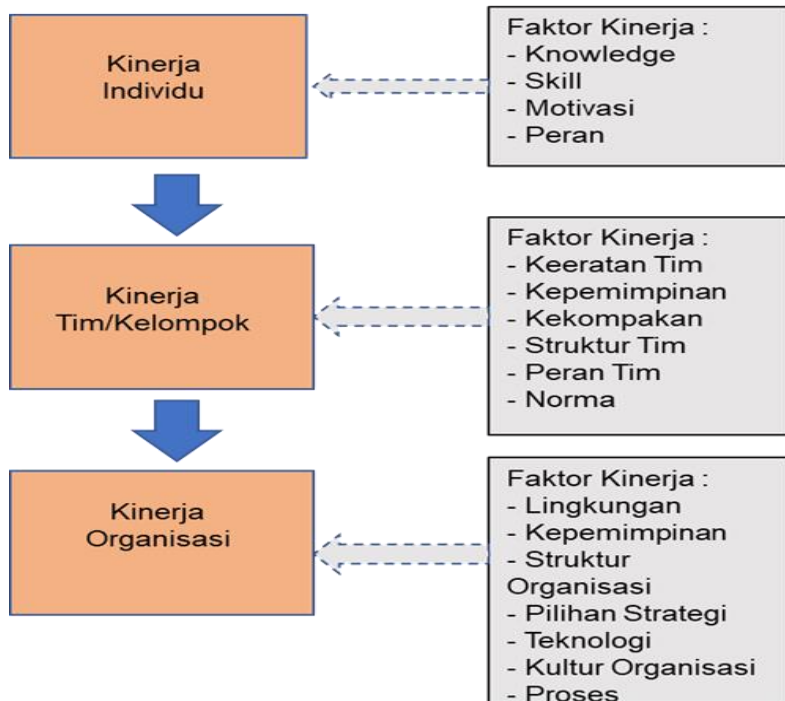 Kinerja
Individu
Faktor Kinerja :
- Knowledge
- Skill
- Motivasi
- Peran
Kinerja
Tim/Kelompok
Faktor Kinerja :
- Keeratan Tim
- Kepemimpinan
- Kekompakan
- Struktur Tim
- Peran Tim
- Norma
Kinerja
Organisasi
Faktor Kinerja :
- Lingkungan
- Kepemimpinan
- Struktur
Organisasi
- Pilihan Strategi
- Teknologi
- Kultur Organisasi
- Proses